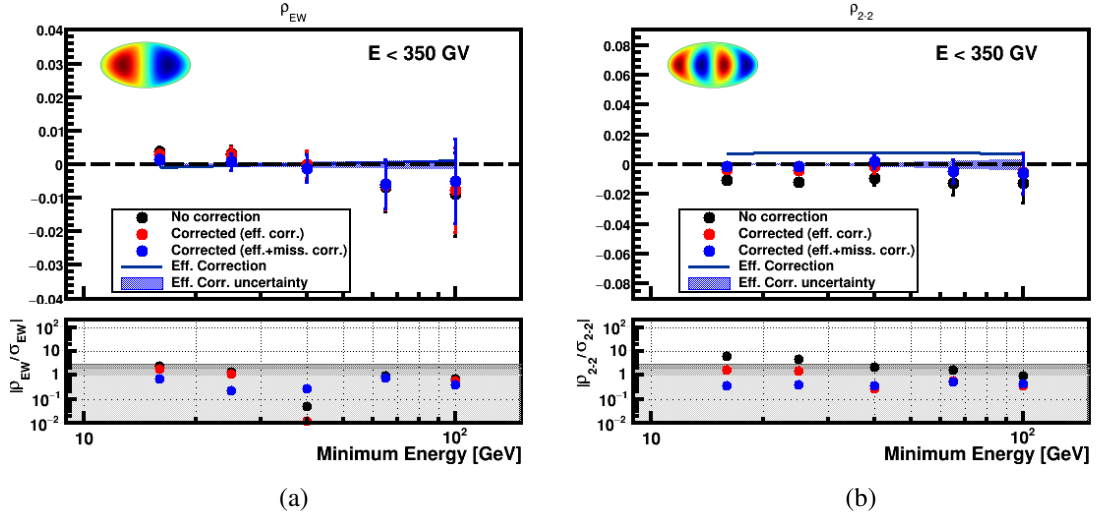 ρEW
0.04
0.03
0.02
0.01
0
−0.01
−0.02
−0.03
−0.04
E < 350 GV
No correction
Corrected (eff. corr.)
Corrected (eff.+miss. corr.)
Eff. Correction
Eff. Corr. uncertainty
|ρEW/σEW|
10²
10
1
10⁻¹
10⁻²
10
10²
Minimum Energy [GeV]
(a)
ρ2-2
0.08
0.06
0.04
0.02
0
−0.02
−0.04
−0.06
−0.08
E < 350 GV
No correction
Corrected (eff. corr.)
Corrected (eff.+miss. corr.)
Eff. Correction
Eff. Corr. uncertainty
|ρ2-2/σ2-2|
10²
10
1
10⁻¹
10⁻²
10
10²
Minimum Energy [GeV]
(b)